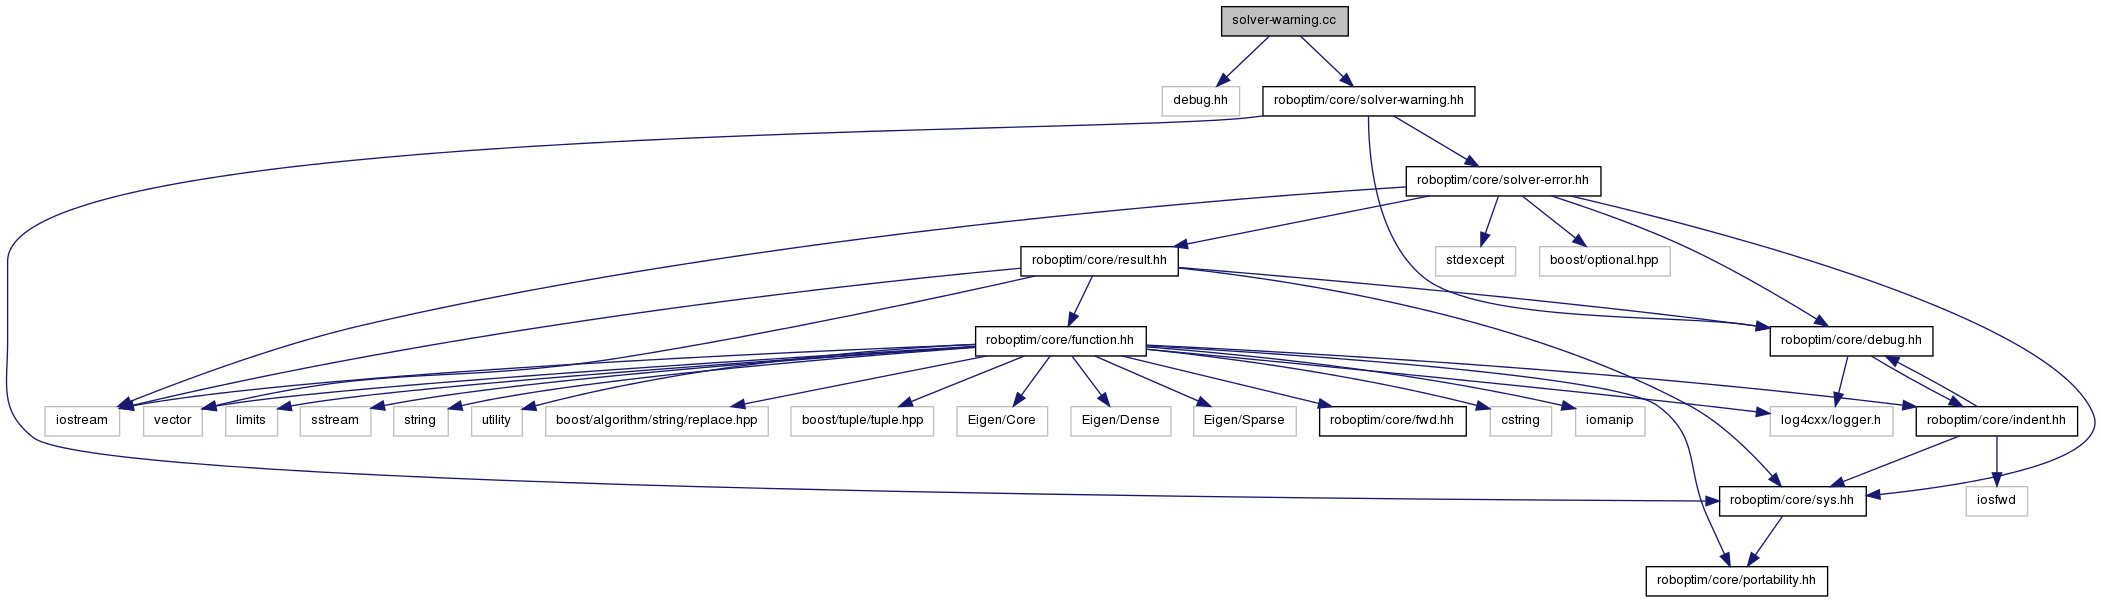 solver-warning.cc
debug.hh
roboptim/core/solver-warning.hh
roboptim/core/solver-error.hh
roboptim/core/result.hh
stdexcept
boost/optional.hpp
roboptim/core/function.hh
roboptim/core/debug.hh
iostream
vector
limits
sstream
string
utility
boost/algorithm/string/replace.hpp
boost/tuple/tuple.hpp
Eigen/Core
Eigen/Dense
Eigen/Sparse
roboptim/core/fwd.hh
cstring
iomanip
log4cxx/logger.h
roboptim/core/indent.hh
roboptim/core/sys.hh
iosfwd
roboptim/core/portability.hh